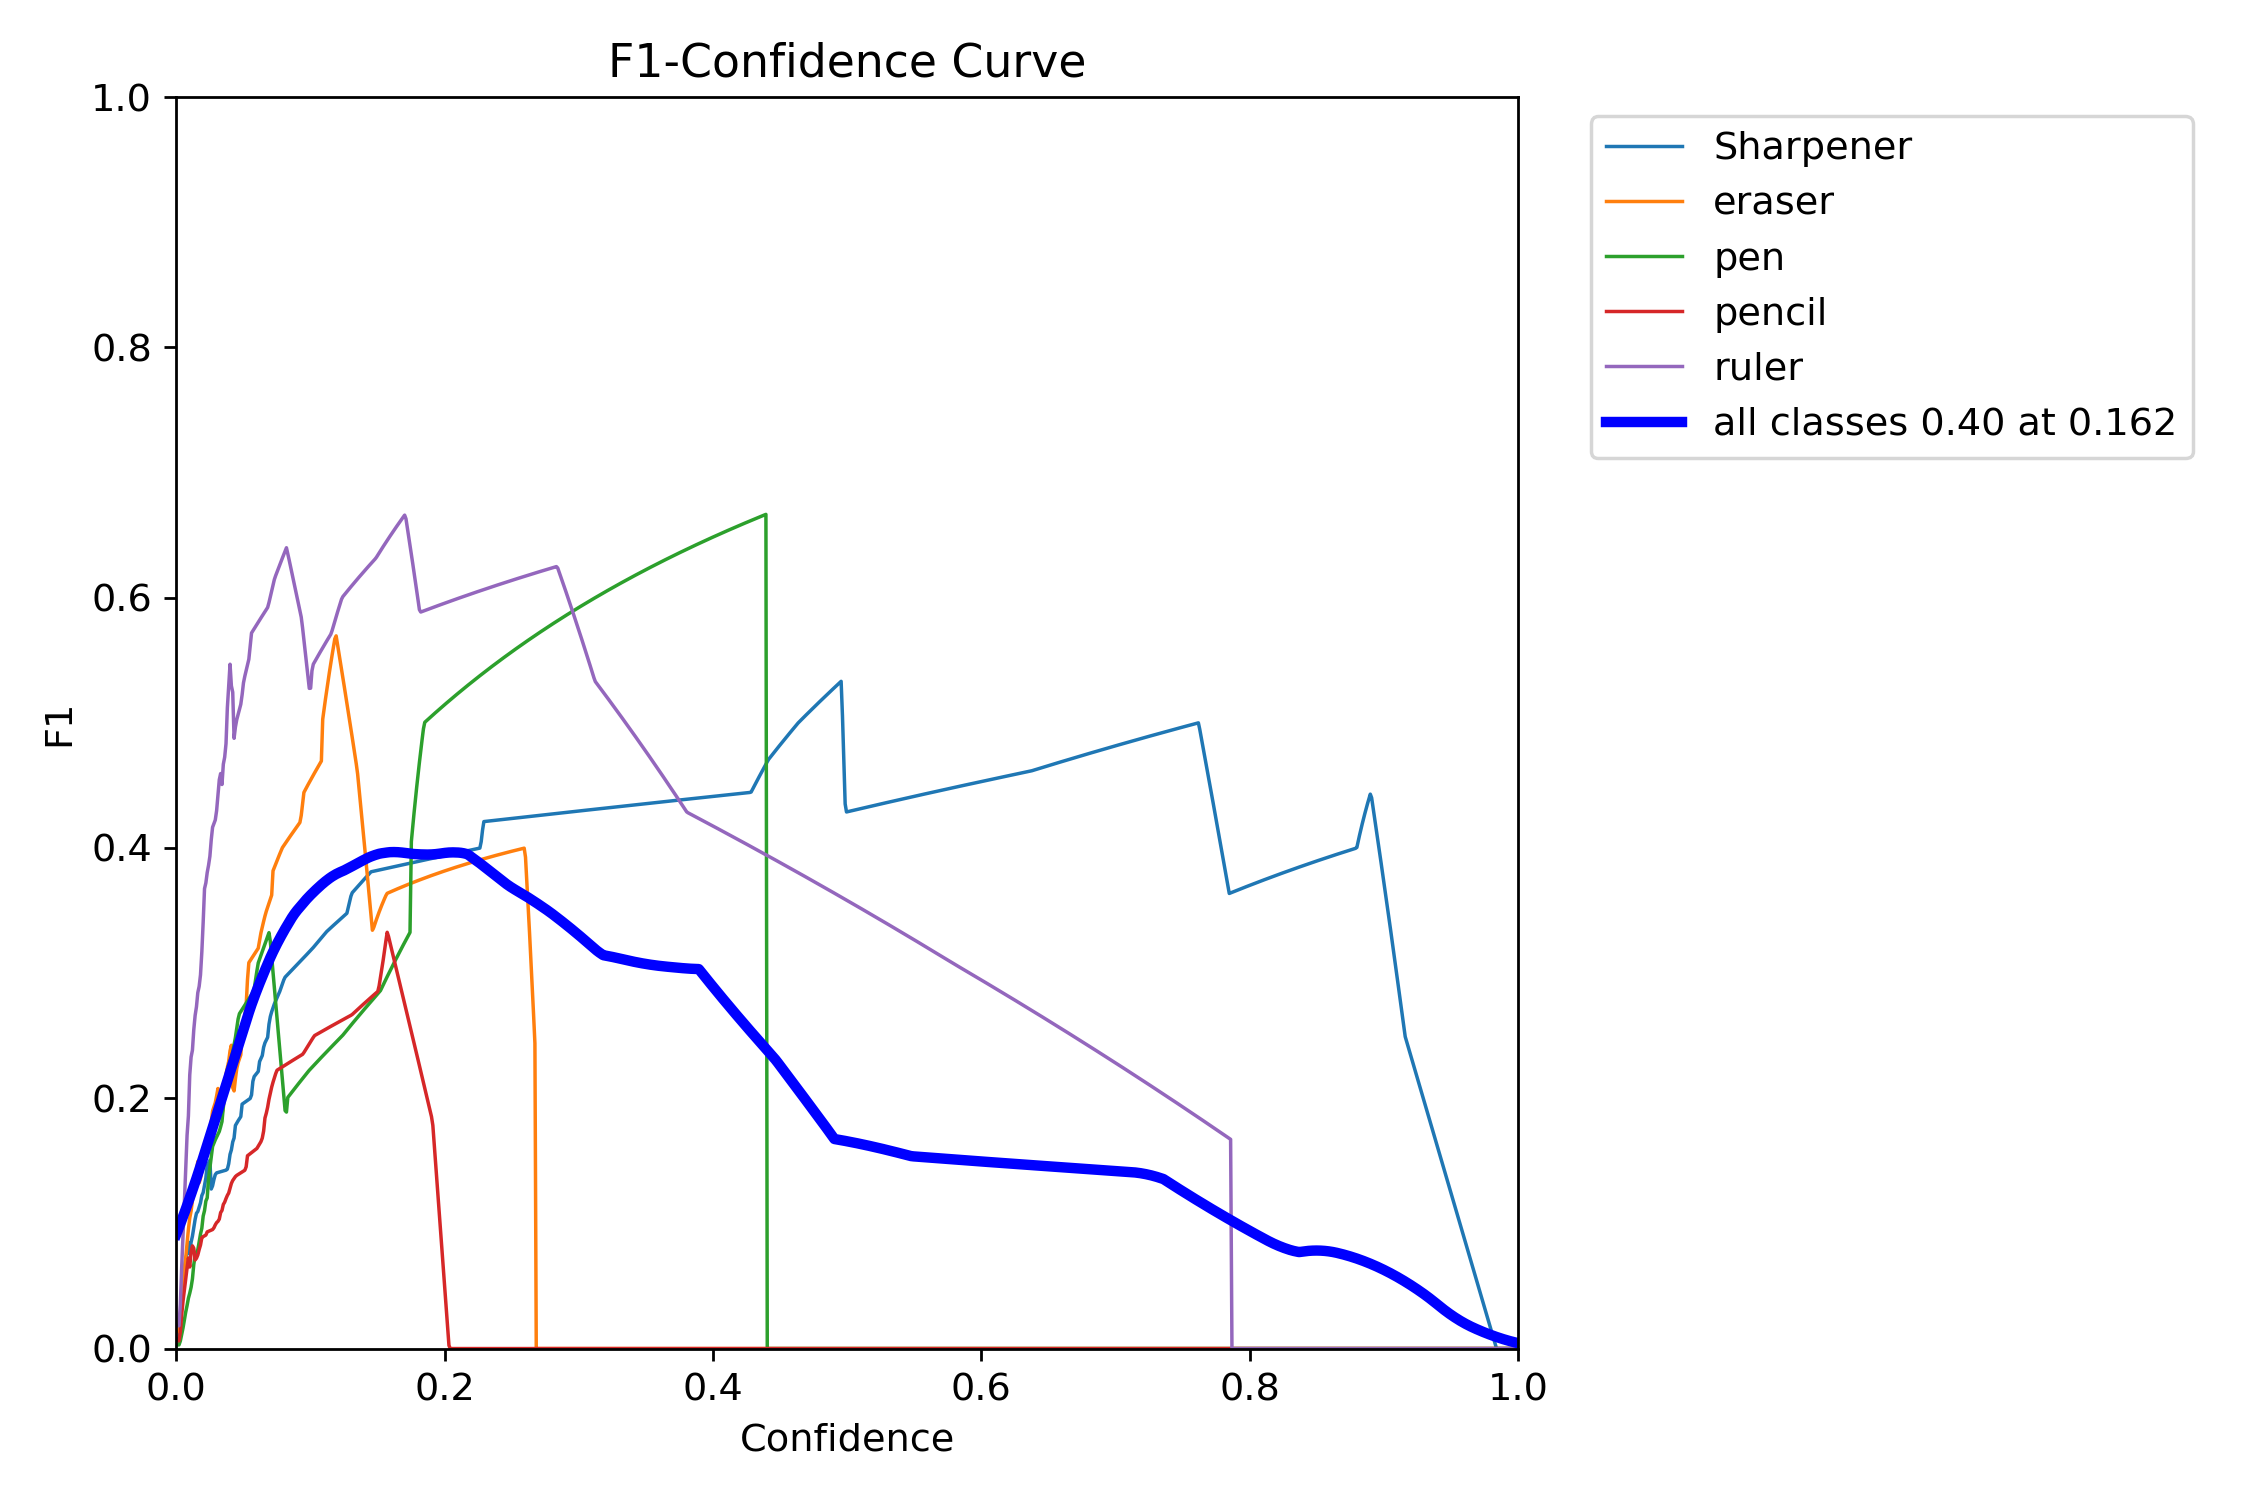 F1-Confidence Curve
1.0
0.8
0.6
0.4
0.2
0.0
F1
0.0 0.2 0.4 0.6 0.8 1.0
Confidence
Sharpener
eraser
pen
pencil
ruler
all classes 0.40 at 0.162